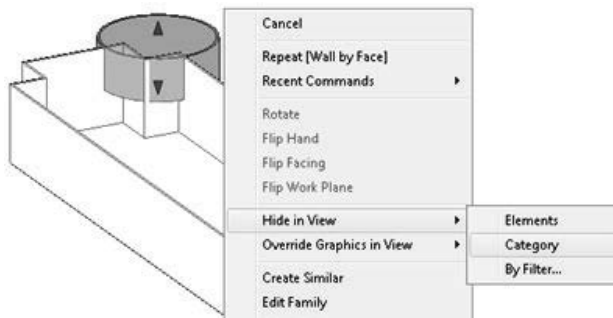 Cancel
Repeat [Wall by Face]
Recent Commands
Rotate
Flip Hand
Flip Facing
Flip Work Plane
Hide in View
Override Graphics in View
Create Similar
Edit Family
Elements
Category
By Filter...